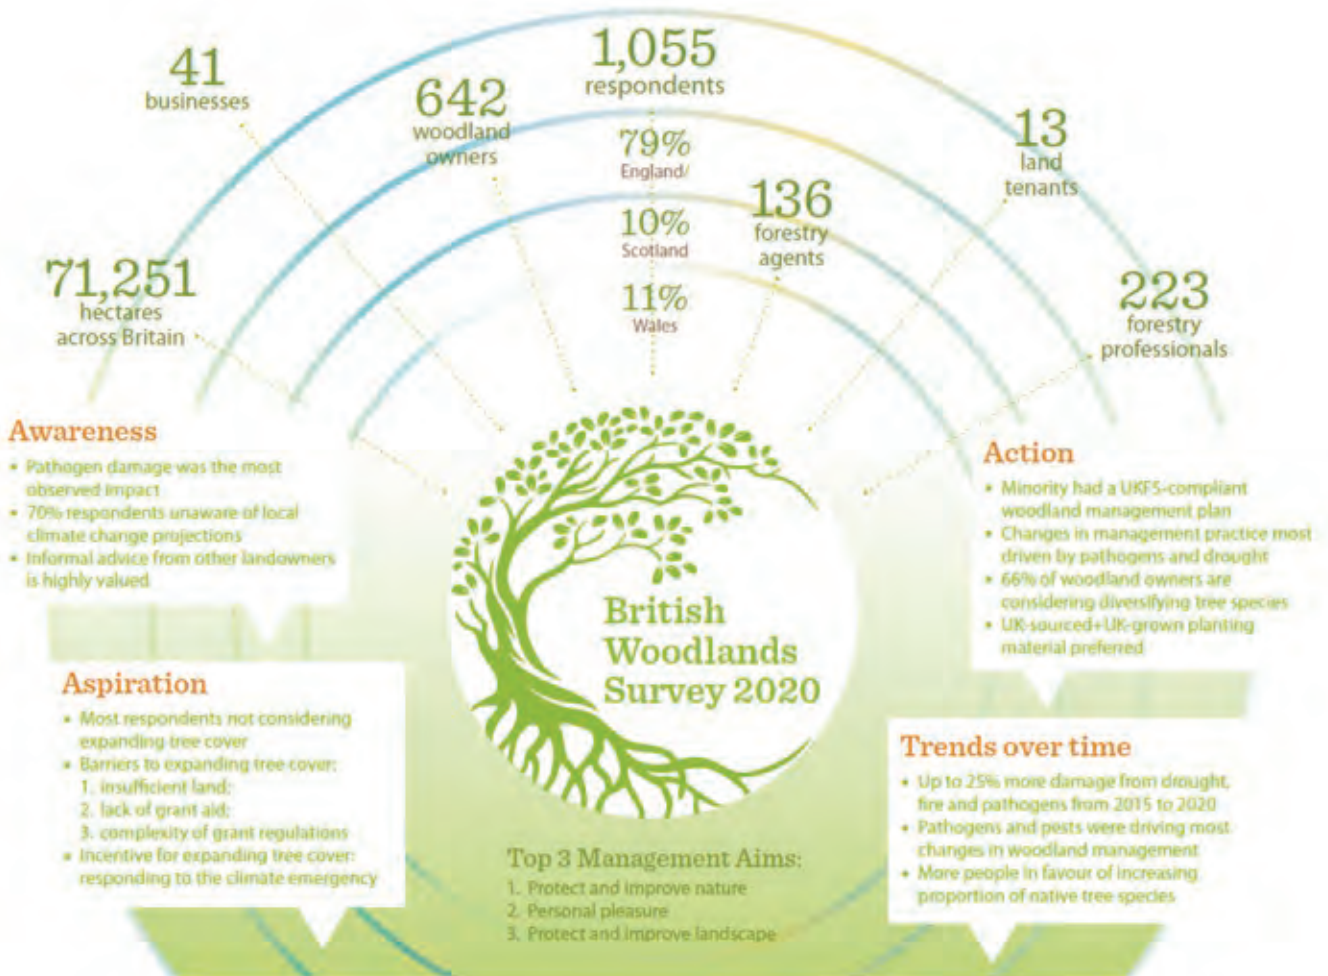 41
businesses
642
woodland
owners
1,055
respondents
79%
England/
10%
Scotland
11%
Wales
136
forestry
agents
13
land
tenants
71,251
hectares
across Britain
223
forestry
professionals
Awareness
• Pathogen damage was the most
observed impact
• 70% respondents unaware of local
climate change projections
• Informal advice from other landowners
is highly valued
Action
• Minority had a UKFS-compliant
woodland management plan
• Changes in management practice most
driven by pathogens and drought
• 66% of woodland owners are
considering diversifying tree species
• UK-sourced+UK-grown planting
material preferred
British
Woodlands
Survey 2020
Aspiration
• Most respondents not considering
expanding tree cover
• Barriers to expanding tree cover:
1. insufficient land;
2. lack of grant aid;
3. complexity of grant regulations
• Incentive for expanding tree cover:
responding to the climate emergency
Trends over time
• Up to 25% more damage from drought,
fire and pathogens from 2015 to 2020
• Pathogens and pests were driving most
changes in woodland management
• More people in favour of increasing
proportion of native tree species
Top 3 Management Aims:
1. Protect and improve nature
2. Personal pleasure
3. Protect and improve landscape